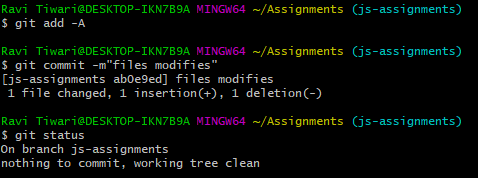 Ravi Tiwari@DESKTOP-IKN7B9A MINGW64 ~/Assignments (js-assignments)
$ git add -A
Ravi Tiwari@DESKTOP-IKN7B9A MINGW64 ~/Assignments (js-assignments)
$ git commit -m"files modifies"
[js-assignments ab0e9ed] files modifies
 1 file changed, 1 insertion(+), 1 deletion(-)
Ravi Tiwari@DESKTOP-IKN7B9A MINGW64 ~/Assignments (js-assignments)
$ git status
On branch js-assignments
nothing to commit, working tree clean